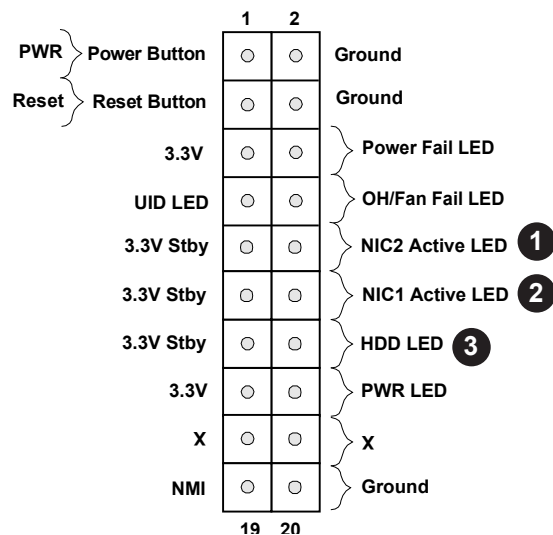 1 2
PWR Power Button Ground
Reset Reset Button Ground
3.3V Power Fail LED
UID LED OH/Fan Fail LED
3.3V Stby NIC2 Active LED 1
3.3V Stby NIC1 Active LED 2
3.3V Stby HDD LED 3
3.3V PWR LED
X X
NMI Ground
19 20